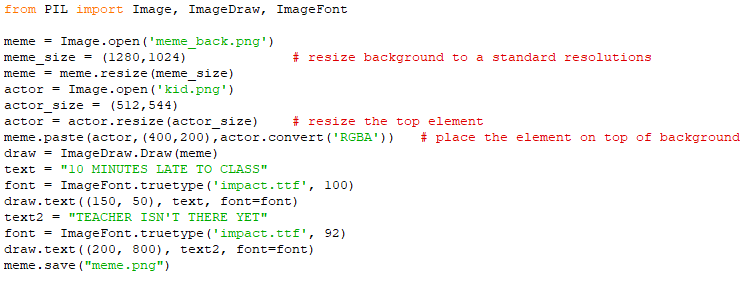 from PIL import Image, ImageDraw, ImageFont
meme = Image.open('meme_back.png')
meme_size = (1280,1024) # resize background to a standard resolutions
meme = meme.resize(meme_size)
actor = Image.open('kid.png')
actor_size = (512,544)
actor = actor.resize(actor_size) # resize the top element
meme.paste(actor,(400,200),actor.convert('RGBA')) # place the element on top of background
draw = ImageDraw.Draw(meme)
text = "10 MINUTES LATE TO CLASS"
font = ImageFont.truetype('impact.ttf', 100)
draw.text((150, 50), text, font=font)
text2 = "TEACHER ISN'T THERE YET"
font = ImageFont.truetype('impact.ttf', 92)
draw.text((200, 800), text2, font=font)
meme.save("meme.png")